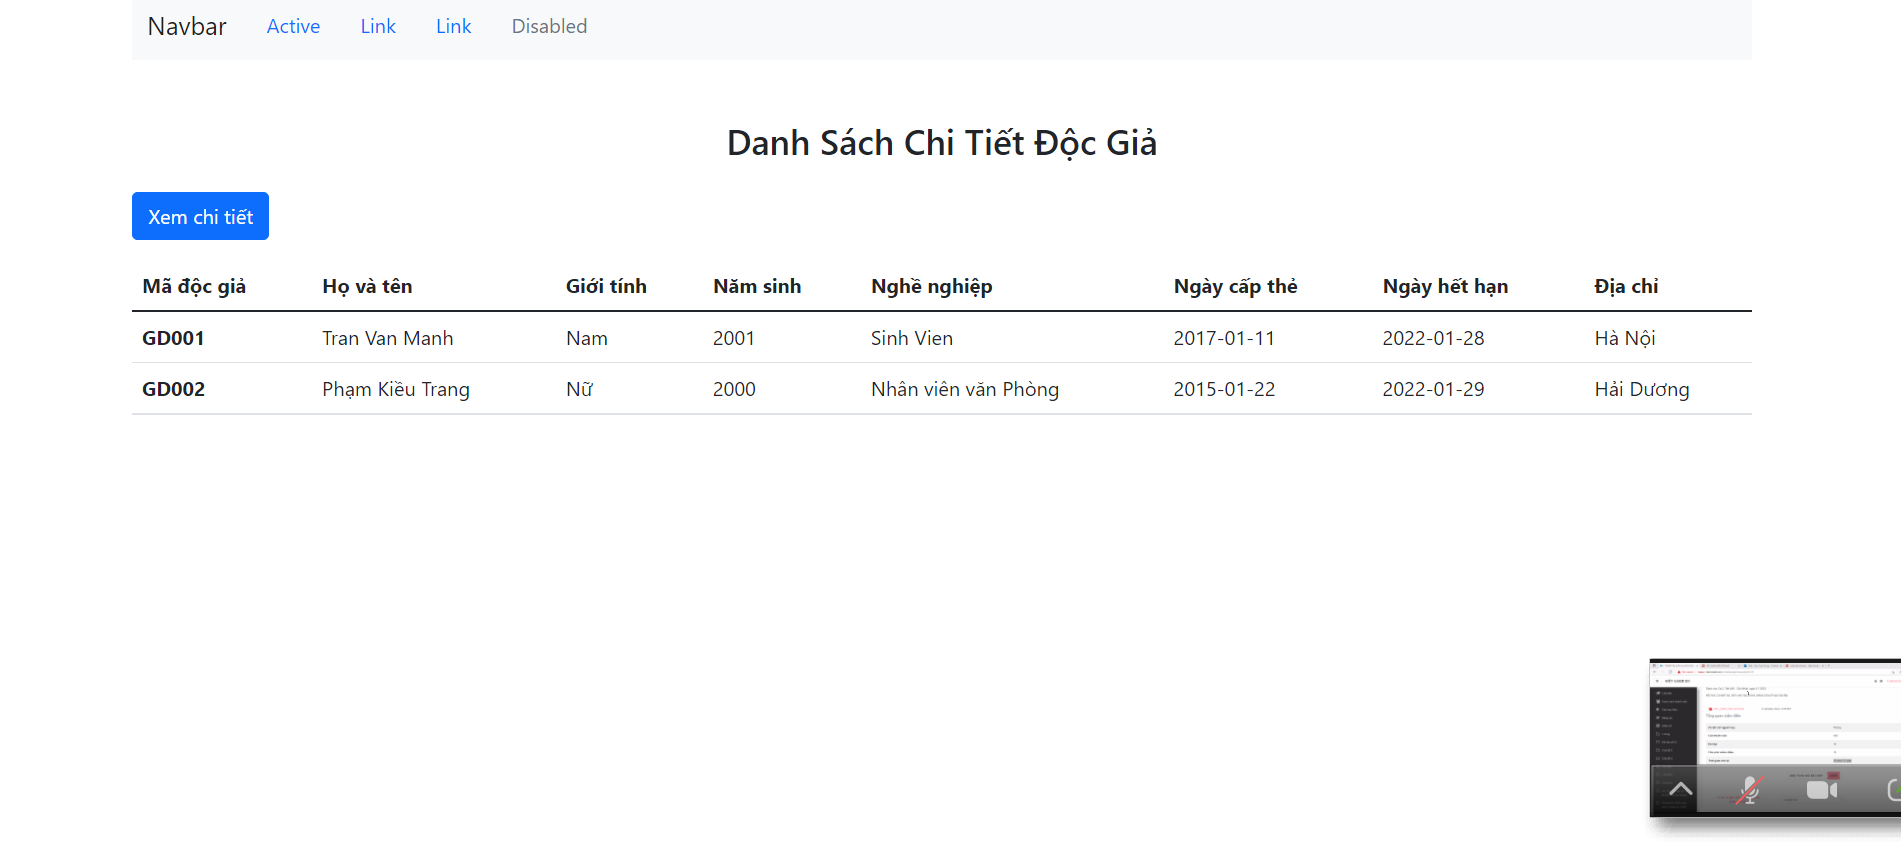 Navbar Active Link Link Disabled
Danh Sách Chi Tiết Độc Giả
Xem chi tiết
Mã độc giả Họ và tên Giới tính Năm sinh Nghề nghiệp Ngày cấp thẻ Ngày hết hạn Địa chỉ
GD001 Tran Van Manh Nam 2001 Sinh Vien 2017-01-11 2022-01-28 Hà Nội
GD002 Phạm Kiều Trang Nữ 2000 Nhân viên văn Phòng 2015-01-22 2022-01-29 Hải Dương